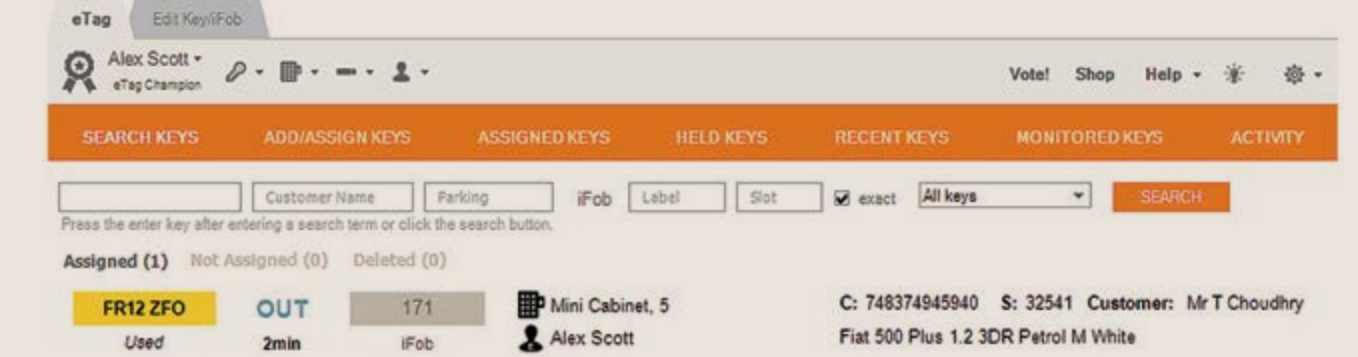 eTag Edit Key/iFob
Alex Scott
eTag Champion
Vote! Shop Help
SEARCH KEYS ADD/ASSIGN KEYS ASSIGNED KEYS HELD KEYS RECENT KEYS MONITORED KEYS ACTIVITY
Customer Name Parking iFob Label Slot exact All keys SEARCH
Press the enter key after entering a search term or click the search button.
Assigned (1) Not Assigned (0) Deleted (0)
FR12 ZFO OUT 171 Mini Cabinet, 5 C: 748374945940 S: 32541 Customer: Mr T Choudhry
Used 2min iFob Alex Scott Fiat 500 Plus 1.2 3DR Petrol M White